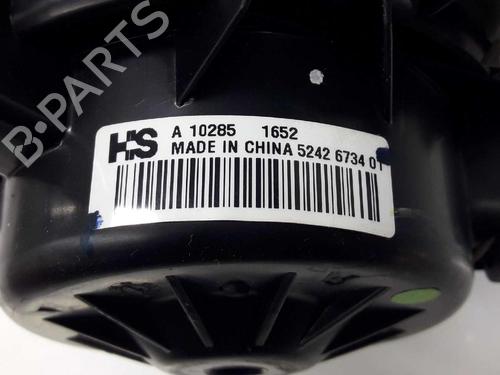 B-PARTS
HS A 10285 1652
MADE IN CHINA 5242 6734 01